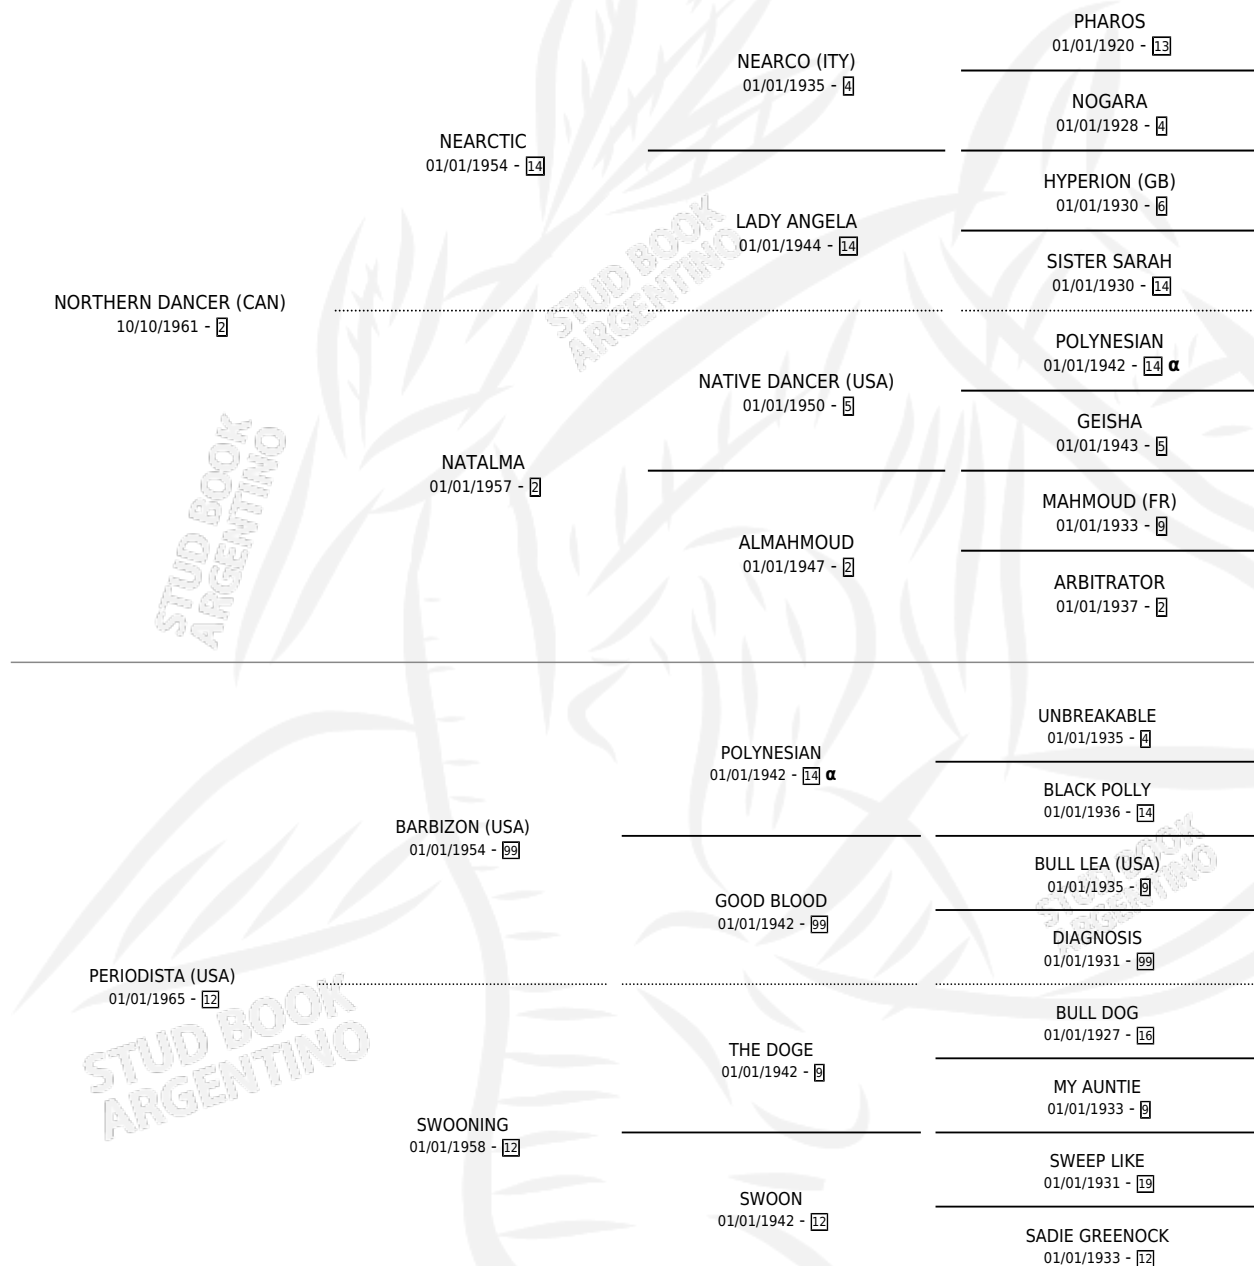 PHAROS
01/01/1920 - 13
NEARCO (ITY)
01/01/1935 - 4
NOGARA
01/01/1928 - 4
NEARCTIC
01/01/1954 - 14
HYPERION (GB)
01/01/1930 - 6
LADY ANGELA
01/01/1944 - 14
SISTER SARAH
01/01/1930 - 14
NORTHERN DANCER (CAN)
10/10/1961 - 2
POLYNESIAN
01/01/1942 - 14 α
NATIVE DANCER (USA)
01/01/1950 - 5
GEISHA
01/01/1943 - 5
NATALMA
01/01/1957 - 2
MAHMOUD (FR)
01/01/1933 - 9
ALMAHMOUD
01/01/1947 - 2
ARBITRATOR
01/01/1937 - 2
UNBREAKABLE
01/01/1935 - 4
POLYNESIAN
01/01/1942 - 14 α
BLACK POLLY
01/01/1936 - 14
BARBIZON (USA)
01/01/1954 - 99
BULL LEA (USA)
01/01/1935 - 9
GOOD BLOOD
01/01/1942 - 99
DIAGNOSIS
01/01/1931 - 99
PERIODISTA (USA)
01/01/1965 - 12
BULL DOG
01/01/1927 - 16
THE DOGE
01/01/1942 - 9
MY AUNTIE
01/01/1933 - 9
SWOONING
01/01/1958 - 12
SWEEP LIKE
01/01/1931 - 19
SWOON
01/01/1942 - 12
SADIE GREENOCK
01/01/1933 - 12
STUD BOOK
ARGENTINO
STUD BOOK
ARGENTINO
STUD BOOK
ARGENTINO
STUD BOOK
ARGENTINO